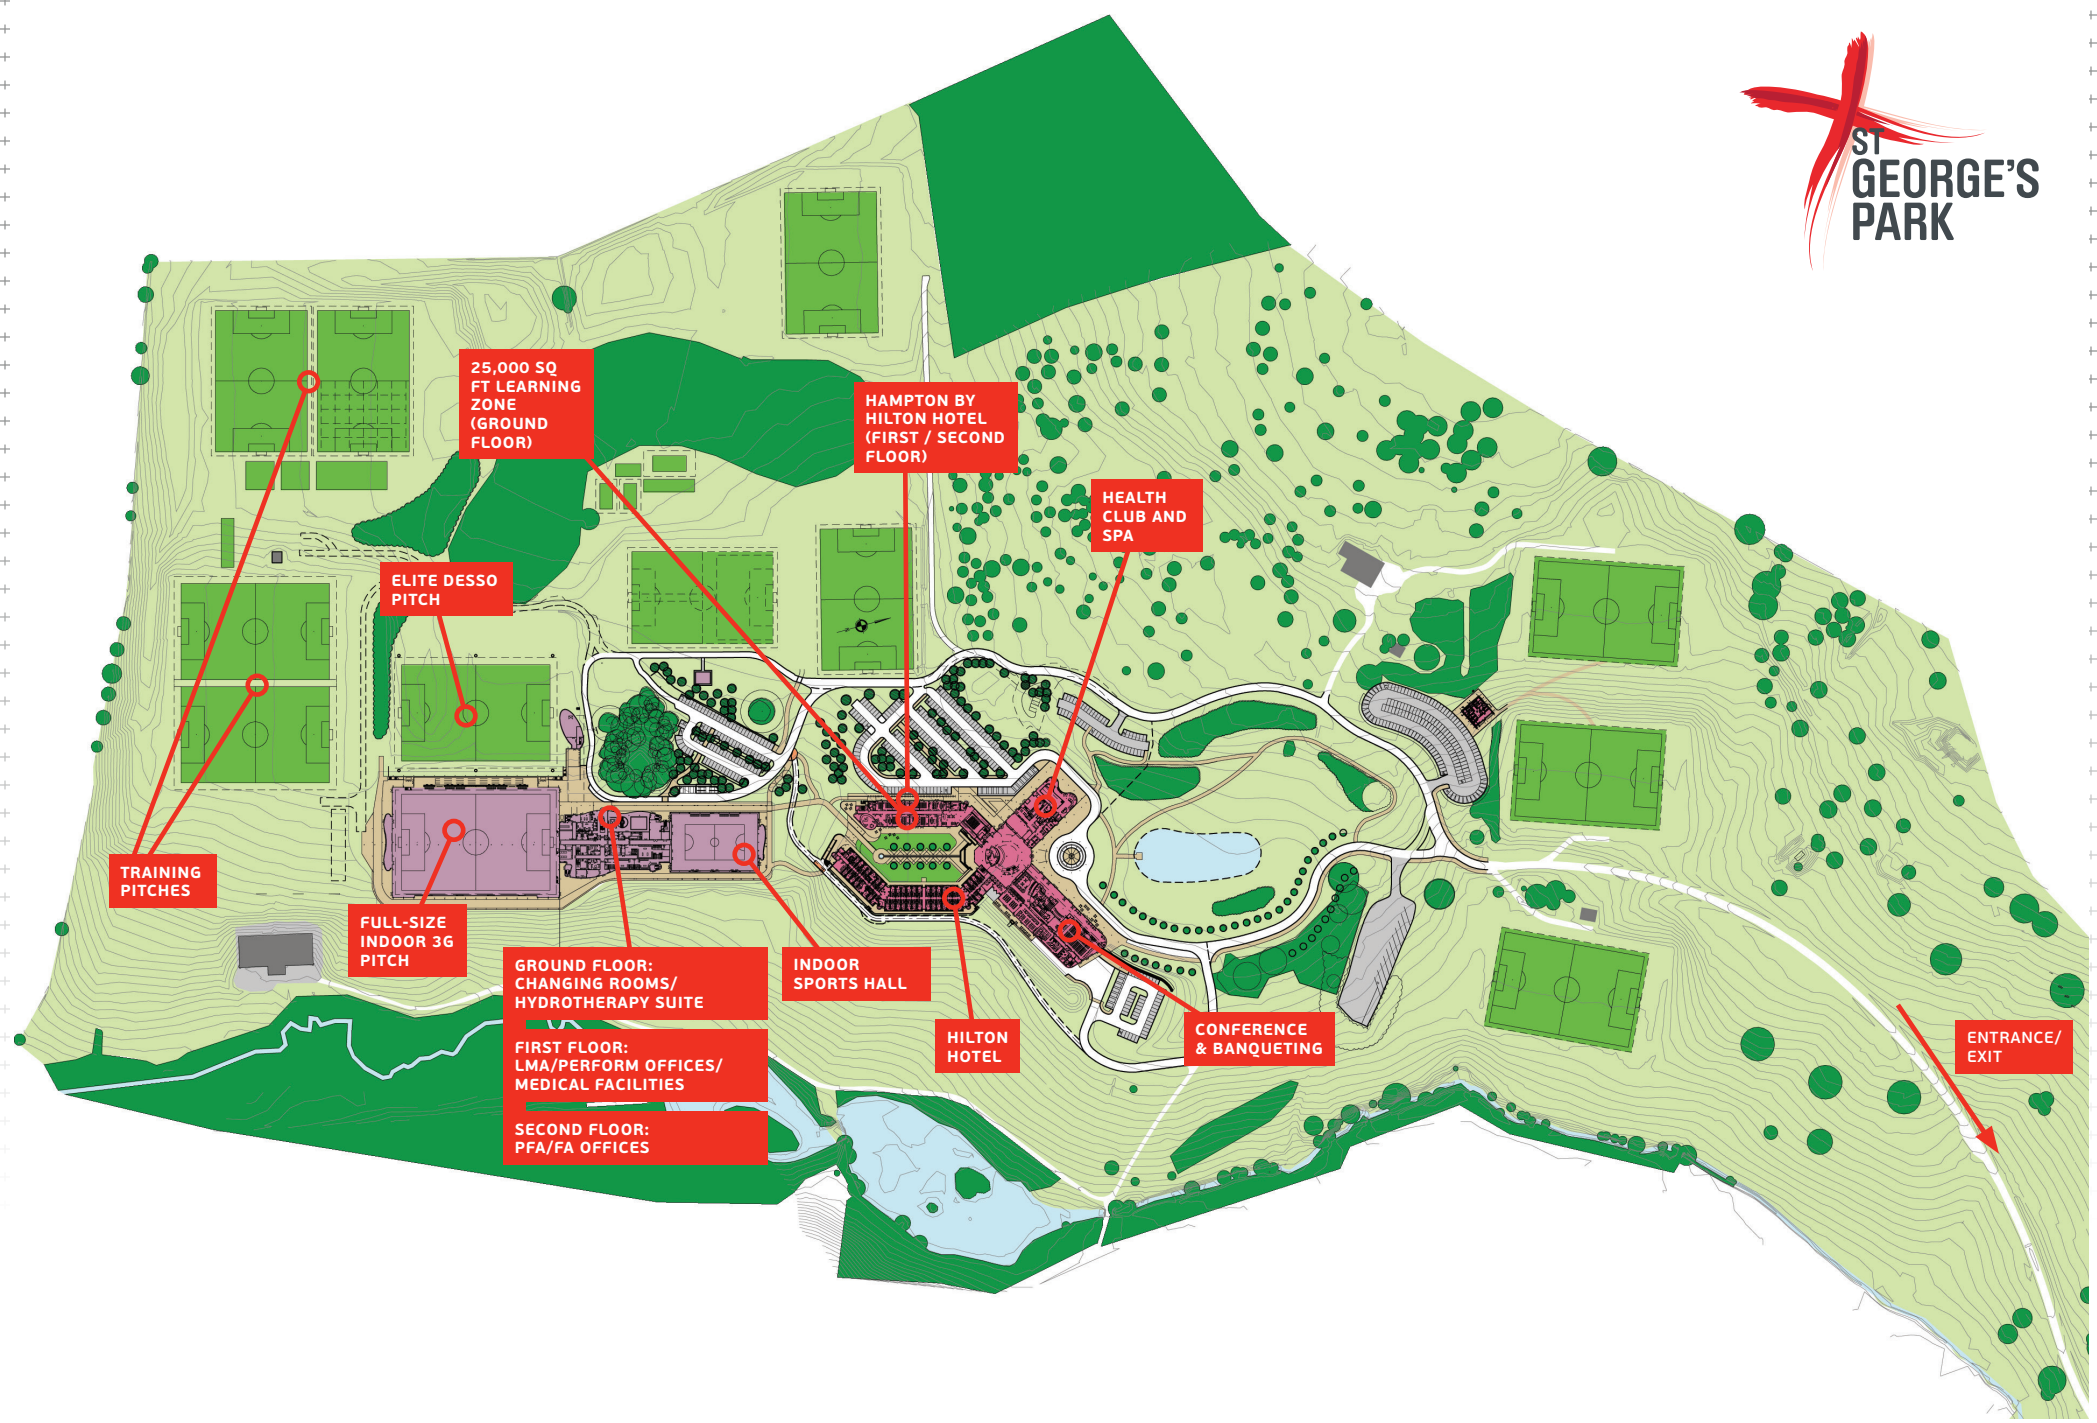 ST
GEORGE'S
PARK
25,000 SQ
FT LEARNING
ZONE
(GROUND
FLOOR)
HAMPTON BY
HILTON HOTEL
(FIRST / SECOND
FLOOR)
HEALTH
CLUB AND
SPA
ELITE DESSO
PITCH
TRAINING
PITCHES
FULL-SIZE
INDOOR 3G
PITCH
GROUND FLOOR:
CHANGING ROOMS/
HYDROTHERAPY SUITE
FIRST FLOOR:
LMA/PERFORM OFFICES/
MEDICAL FACILITIES
SECOND FLOOR:
PFA/FA OFFICES
INDOOR
SPORTS HALL
HILTON
HOTEL
CONFERENCE
& BANQUETING
ENTRANCE/
EXIT